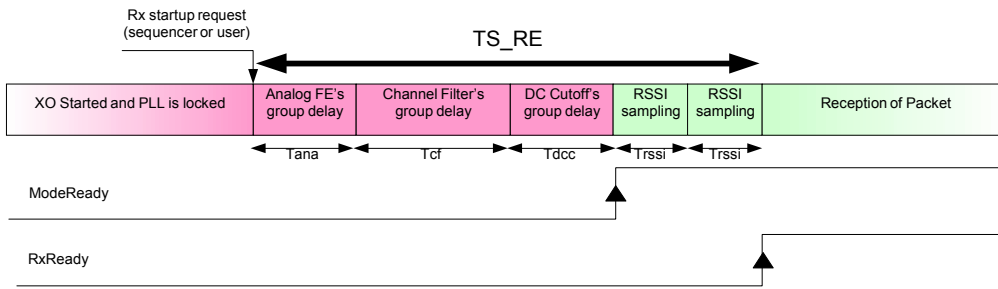 Rx startup request
(sequencer or user)
TS_RE
XO Started and PLL is locked
Analog FE's
group delay
Channel Filter's
group delay
DC Cutoff's
group delay
RSSI
sampling
RSSI
sampling
Reception of Packet
Tana
Tcf
Tdcc
Trssi
Trssi
ModeReady
RxReady